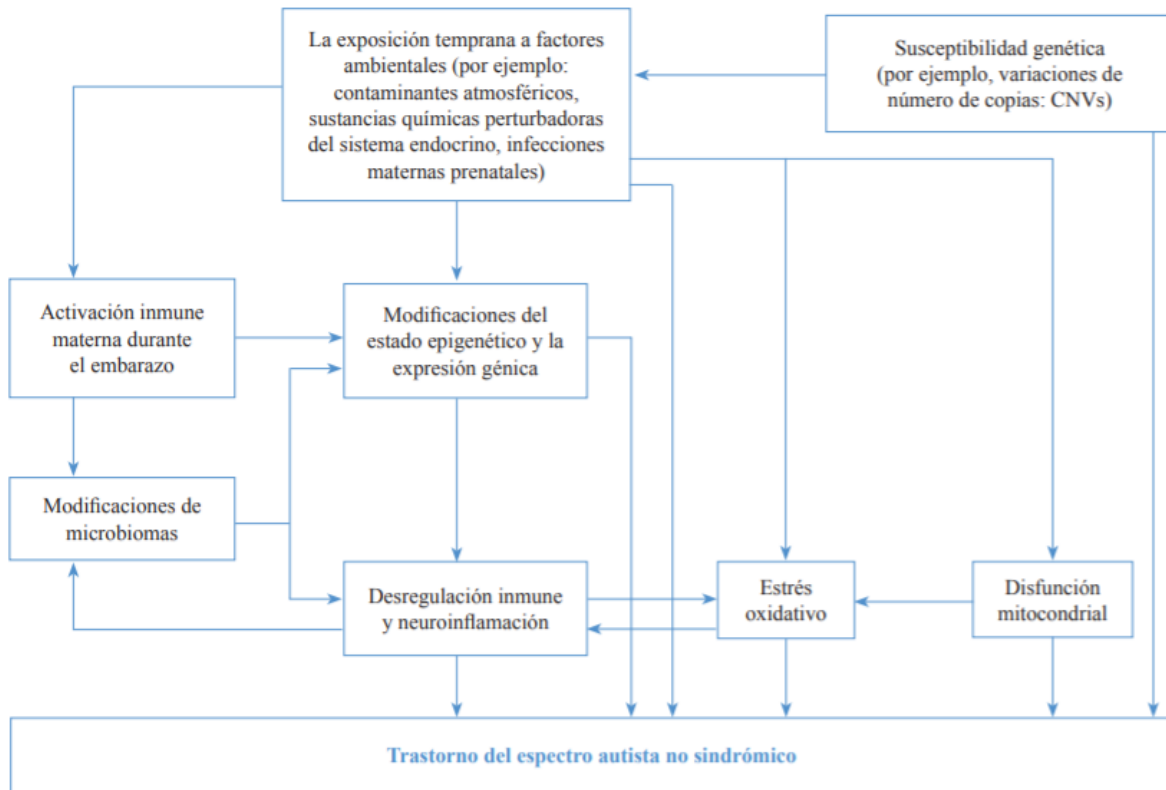 La exposición temprana a factores
ambientales (por ejemplo:
contaminantes atmosféricos,
sustancias químicas perturbadoras
del sistema endocrino, infecciones
maternas prenatales)
Susceptibilidad genética
(por ejemplo, variaciones de
número de copias: CNVs)
Activación inmune
materna durante
el embarazo
Modificaciones del
estado epigenético y la
expresión génica
Modificaciones de
microbiomas
Desregulación inmune
y neuroinflamación
Estrés
oxidativo
Disfunción
mitocondrial
Trastorno del espectro autista no sindrómico